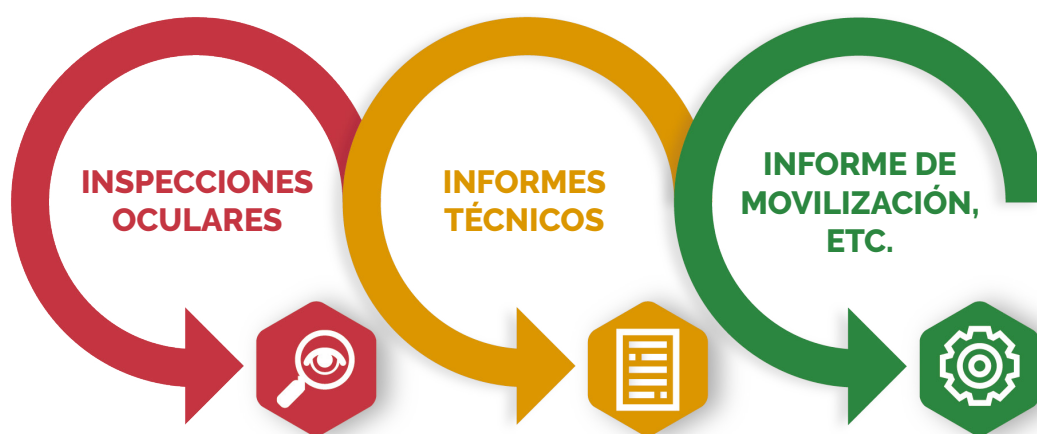 INSPECCIONES
OCULARES
INFORMES
TÉCNICOS
INFORME DE
MOVILIZACIÓN,
ETC.